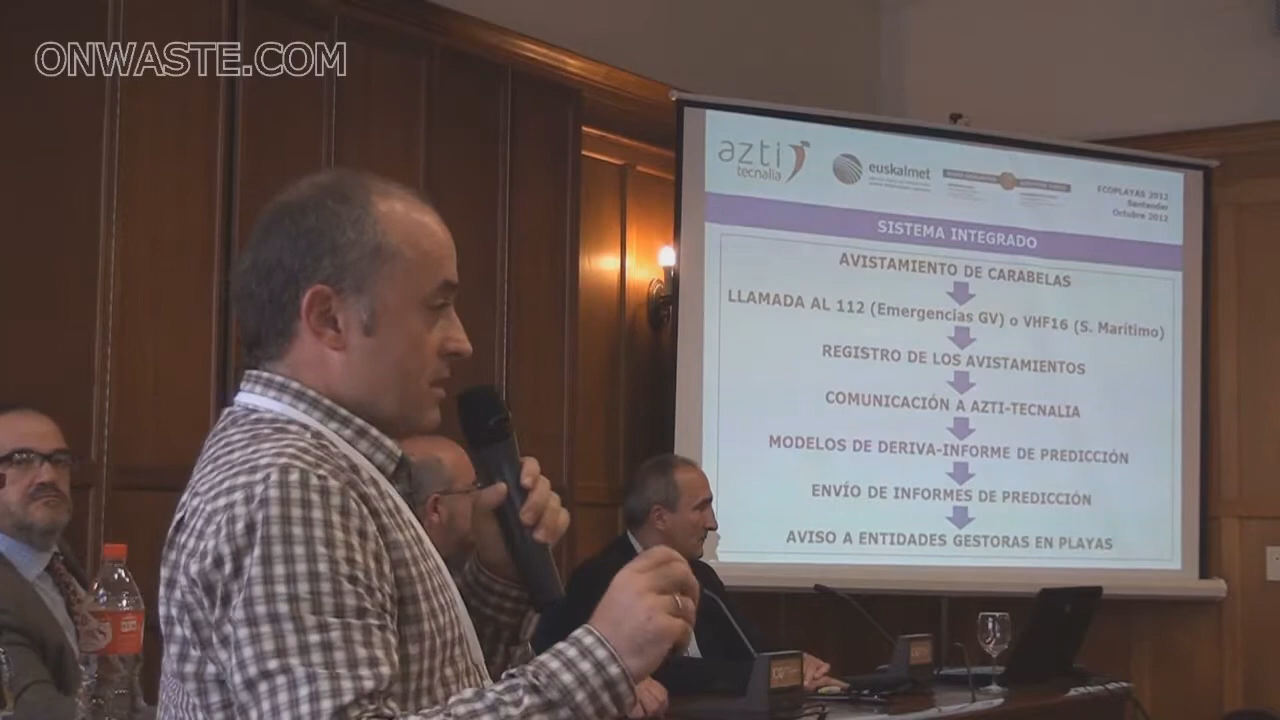 ONWASTE.COM
azti
tecnalia
euskalmet
ECOPLAYAS 2012
Santander
Octubre 2012
SISTEMA INTEGRADO
AVISTAMIENTO DE CARABELAS
LLAMADA AL 112 (Emergencias GV) o VHF16 (S. Marítimo)
REGISTRO DE LOS AVISTAMIENTOS
COMUNICACIÓN A AZTI-TECNALIA
MODELOS DE DERIVA-INFORME DE PREDICCIÓN
ENVÍO DE INFORMES DE PREDICCIÓN
AVISO A ENTIDADES GESTORAS EN PLAYAS